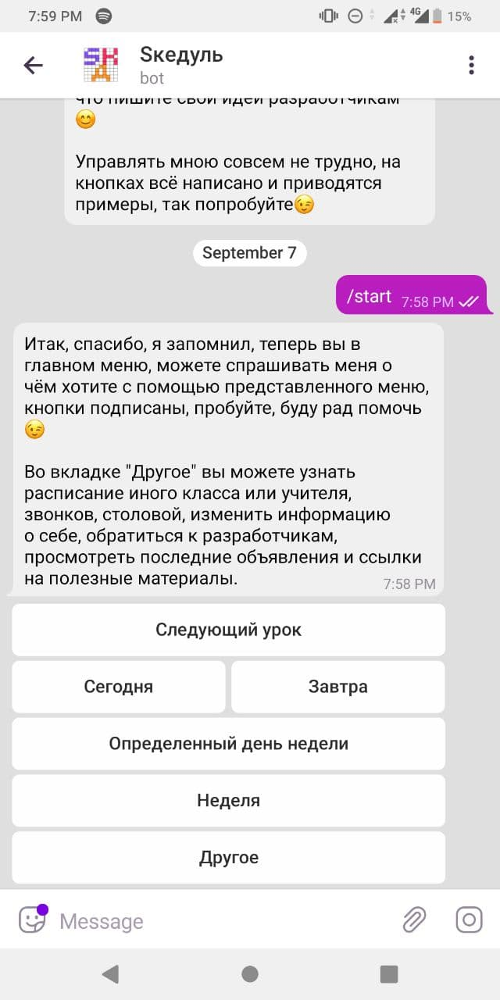 7:59 PM
4G
15%
Sкедуль
bot
что пишите свои идеи разработчикам
😊
Управлять мною совсем не трудно, на
кнопках всё написано и приводятся
примеры, так попробуйте😉
September 7
/start 7:58 PM
Итак, спасибо, я запомнил, теперь вы в
главном меню, можете спрашивать меня о
чём хотите с помощью представленного меню,
кнопки подписаны, пробуйте, буду рад помочь
😉
Во вкладке "Другое" вы можете узнать
расписание иного класса или учителя,
звонков, столовой, изменить информацию
о себе, обратиться к разработчикам,
просмотреть последние объявления и ссылки
на полезные материалы.
7:58 PM
Следующий урок
Сегодня
Завтра
Определенный день недели
Неделя
Другое
Message